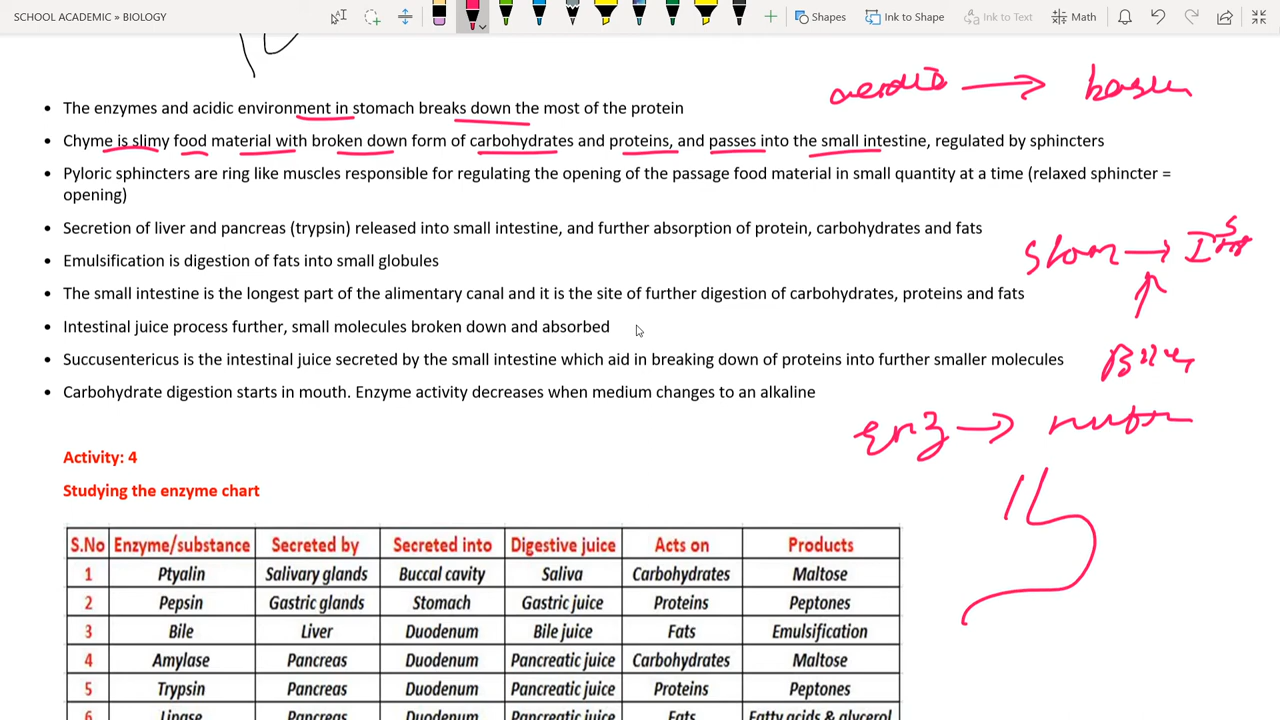 SCHOOL ACADEMIC » BIOLOGY
Shapes Ink to Shape Ink to Text Math
• The enzymes and acidic environment in stomach breaks down the most of the protein
• Chyme is slimy food material with broken down form of carbohydrates and proteins, and passes into the small intestine, regulated by sphincters
• Pyloric sphincters are ring like muscles responsible for regulating the opening of the passage food material in small quantity at a time (relaxed sphincter =
opening)
• Secretion of liver and pancreas (trypsin) released into small intestine, and further absorption of protein, carbohydrates and fats
• Emulsification is digestion of fats into small globules
• The small intestine is the longest part of the alimentary canal and it is the site of further digestion of carbohydrates, proteins and fats
• Intestinal juice process further, small molecules broken down and absorbed
• Succusentericus is the intestinal juice secreted by the small intestine which aid in breaking down of proteins into further smaller molecules
• Carbohydrate digestion starts in mouth. Enzyme activity decreases when medium changes to an alkaline
enz →
Activity: 4
Studying the enzyme chart
S.No Enzyme/substance Secreted by Secreted into Digestive juice Acts on Products
1 Ptyalin Salivary glands Buccal cavity Saliva Carbohydrates Maltose
2 Pepsin Gastric glands Stomach Gastric juice Proteins Peptones
3 Bile Liver Duodenum Bile juice Fats Emulsification
4 Amylase Pancreas Duodenum Pancreatic juice Carbohydrates Maltose
5 Trypsin Pancreas Duodenum Pancreatic juice Proteins Peptones
6 Lipase Pancreas Duodenum Pancreatic juice Fats Fatty acids & glycerol